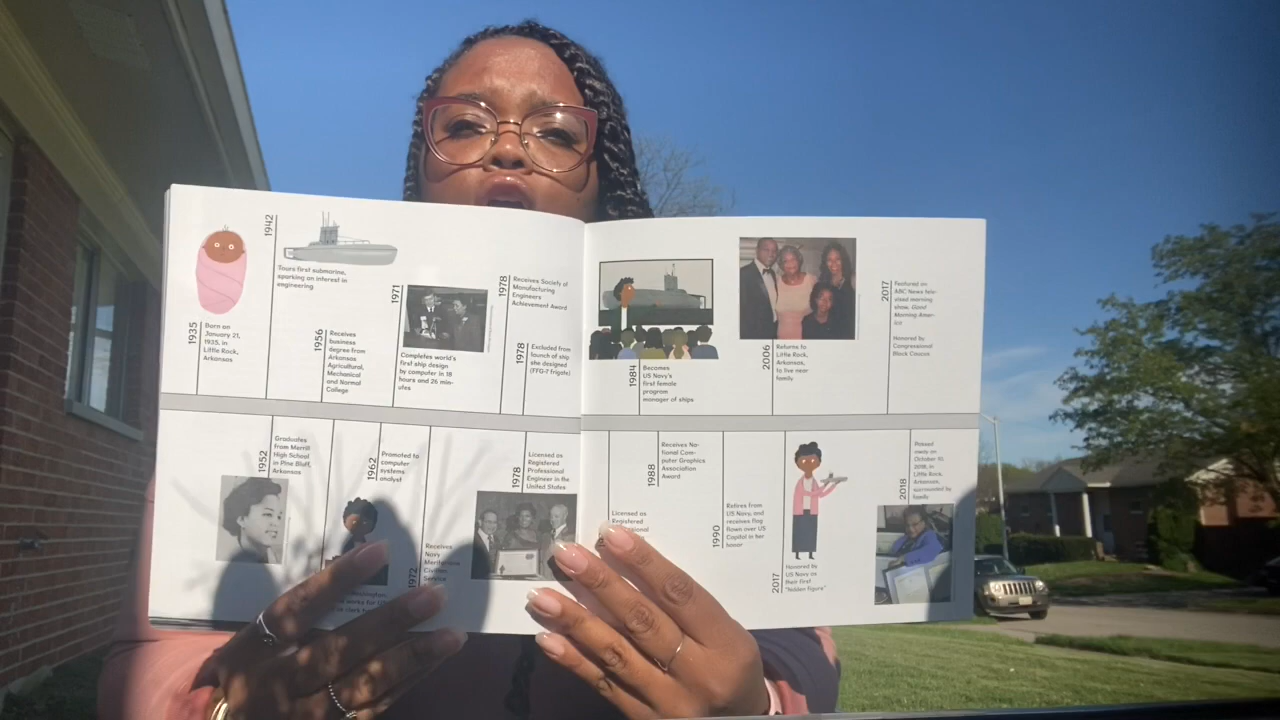 1935
Born on
January 21,
1935, in
Little Rock,
Arkansas
1942
Tours first submarine,
sparking an interest in
engineering
1956
Receives
business
degree from
Arkansas
Agricultural,
Mechanical
and Normal
College
1971
Completes world's
first ship design
by computer in 18
hours and 26 min-
utes
1978
Receives Society of
Manufacturing
Engineers
Achievement Award
1978
Excluded from
launch of ship
she designed
(FFG-7 frigate)
1952
Graduates
from Merrill
High School
in Pine Bluff,
Arkansas
1962
Promoted to
computer
systems
analyst
1972
Receives
Navy
Meritorious
Civilian
Service
1978
Licensed as
Registered
Professional
Engineer in the
United States
1984
Becomes
US Navy's
first female
program
manager of ships
2006
Returns to
Little Rock,
Arkansas,
to live near
family
2017
Featured on
ABC News tele-
vised morning
show, Good
Morning Amer-
ica
Honored by
Congressional
Black Caucus
Licensed as
Registered
1988
Receives Na-
tional Com-
puter Graphics
Association
Award
1990
Retires from
US Navy, and
receives flag
flown over US
Capitol in her
honor
2017
Honored by
US Navy as
their first
"hidden figure"
2018
Passed
away on
October 10,
2018, in
Little Rock,
Arkansas,
surrounded by
family